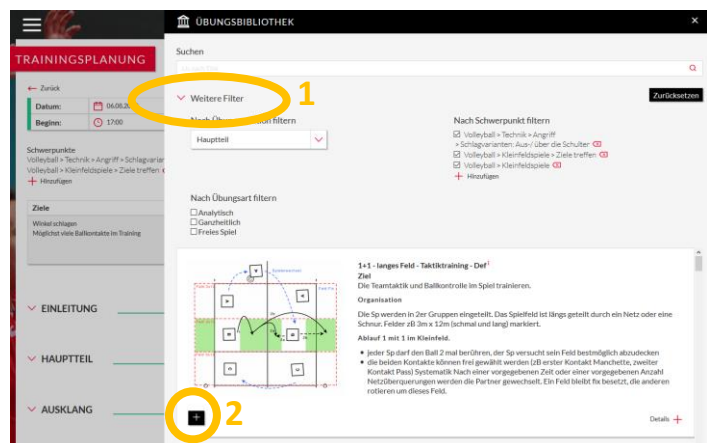 ÜBUNGSBIBLIOTHEK
×
TRAININGSPLANUNG
← Zurück
Datum:
06.08.20
Beginn:
17:00
Schwerpunkte
Volleyball » Technik » Angriff » Schlagvarian
Volleyball » Kleinfeldspiele » Ziele treffen
+ Hinzufügen
Ziele
Winkel schlagen
Möglichst viele Ballkontakte im Training
EINLEITUNG
HAUPTTEIL
AUSKLANG
Suchen
Weitere Filter
1
Zurücksetzen
Nach Übungs
tion filtern
Hauptteil
Nach Schwerpunkt filtern
Volleyball » Technik » Angriff
» Schlagvarianten: Aus-/ über die Schulter
Volleyball » Kleinfeldspiele » Ziele treffen
Volleyball » Kleinfeldspiele
+ Hinzufügen
Nach Übungsart filtern
Analytisch
Ganzheitlich
Freies Spiel
1+1 - langes Feld - Taktiktraining - Def
Ziel
Die Teamtaktik und Ballkontrolle im Spiel trainieren.
Organisation
Die Sp werden in 2er Gruppen eingeteilt. Das Spielfeld ist längs geteilt durch ein Netz oder eine
Schnur. Felder zB 3m x 12m (schmal und lang) markiert.
Ablauf 1 mit 1 im Kleinfeld.
• jeder Sp darf den Ball 2 mal berühren, der Sp versucht sein Feld bestmöglich abzudecken
• die beiden Kontakte können frei gewählt werden (zB erster Kontakt Manchette, zweiter
Kontakt Pass) Systematik Nach einer vorgegebenen Zeit oder einer vorgegebenen Anzahl
Netzüberquerungen werden die Partner gewechselt. Ein Feld bleibt fix besetzt, die anderen
rotieren um dieses Feld.
+
2
Details +